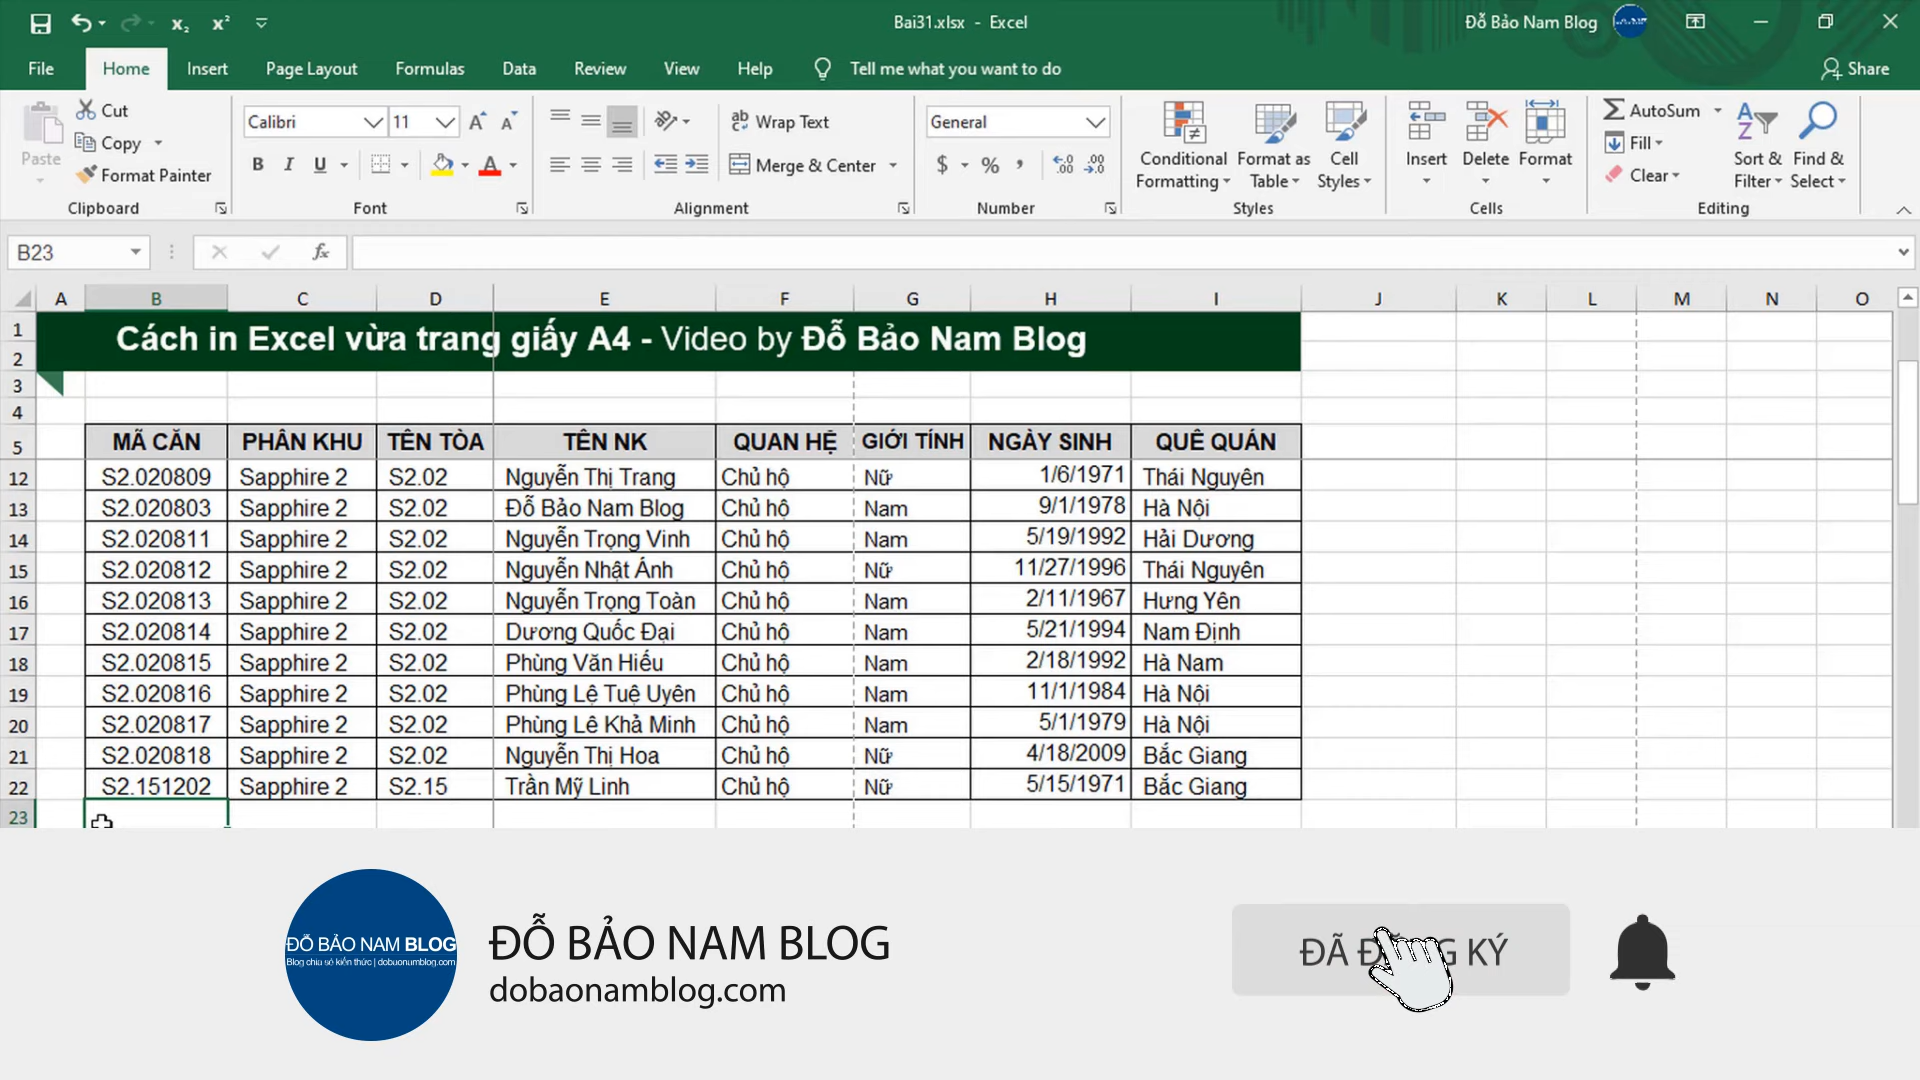 Bai31.xlsx - Excel
Đỗ Bảo Nam Blog
File Home Insert Page Layout Formulas Data Review View Help Tell me what you want to do Share
Paste
Cut
Copy
Format Painter
Clipboard
Calibri 11
B I U A
Font
Wrap Text
Merge & Center
Alignment
General
$ % ,
Number
Conditional Formatting
Format as Table
Cell Styles
Styles
Insert Delete Format
Cells
AutoSum
Fill
Clear
Sort & Filter
Find & Select
Editing
B23 fx
A B C D E F G H I J K L M N O
1 Cách in Excel vừa trang giấy A4 - Video by Đỗ Bảo Nam Blog
2
3
4
5 MÃ CĂN PHÂN KHU TÊN TÒA TÊN NK QUAN HỆ GIỚI TÍNH NGÀY SINH QUÊ QUÁN
12 S2.020809 Sapphire 2 S2.02 Nguyễn Thị Trang Chủ hộ Nữ 1/6/1971 Thái Nguyên
13 S2.020803 Sapphire 2 S2.02 Đỗ Bảo Nam Blog Chủ hộ Nam 9/1/1978 Hà Nội
14 S2.020811 Sapphire 2 S2.02 Nguyễn Trọng Vinh Chủ hộ Nam 5/19/1992 Hải Dương
15 S2.020812 Sapphire 2 S2.02 Nguyễn Nhật Ánh Chủ hộ Nữ 11/27/1996 Thái Nguyên
16 S2.020813 Sapphire 2 S2.02 Nguyễn Trọng Toàn Chủ hộ Nam 2/11/1967 Hưng Yên
17 S2.020814 Sapphire 2 S2.02 Dương Quốc Đại Chủ hộ Nam 5/21/1994 Nam Định
18 S2.020815 Sapphire 2 S2.02 Phùng Văn Hiếu Chủ hộ Nam 2/18/1992 Hà Nam
19 S2.020816 Sapphire 2 S2.02 Phùng Lệ Tuệ Uyên Chủ hộ Nam 11/1/1984 Hà Nội
20 S2.020817 Sapphire 2 S2.02 Phùng Lê Khả Minh Chủ hộ Nam 5/1/1979 Hà Nội
21 S2.020818 Sapphire 2 S2.02 Nguyễn Thị Hoa Chủ hộ Nữ 4/18/2009 Bắc Giang
22 S2.151202 Sapphire 2 S2.15 Trần Mỹ Linh Chủ hộ Nữ 5/15/1971 Bắc Giang
23
ĐỖ BẢO NAM BLOG
Blog chia sẻ kiến thức | dobaonamblog.com
ĐỖ BẢO NAM BLOG
dobaonamblog.com
ĐÃ KÝ